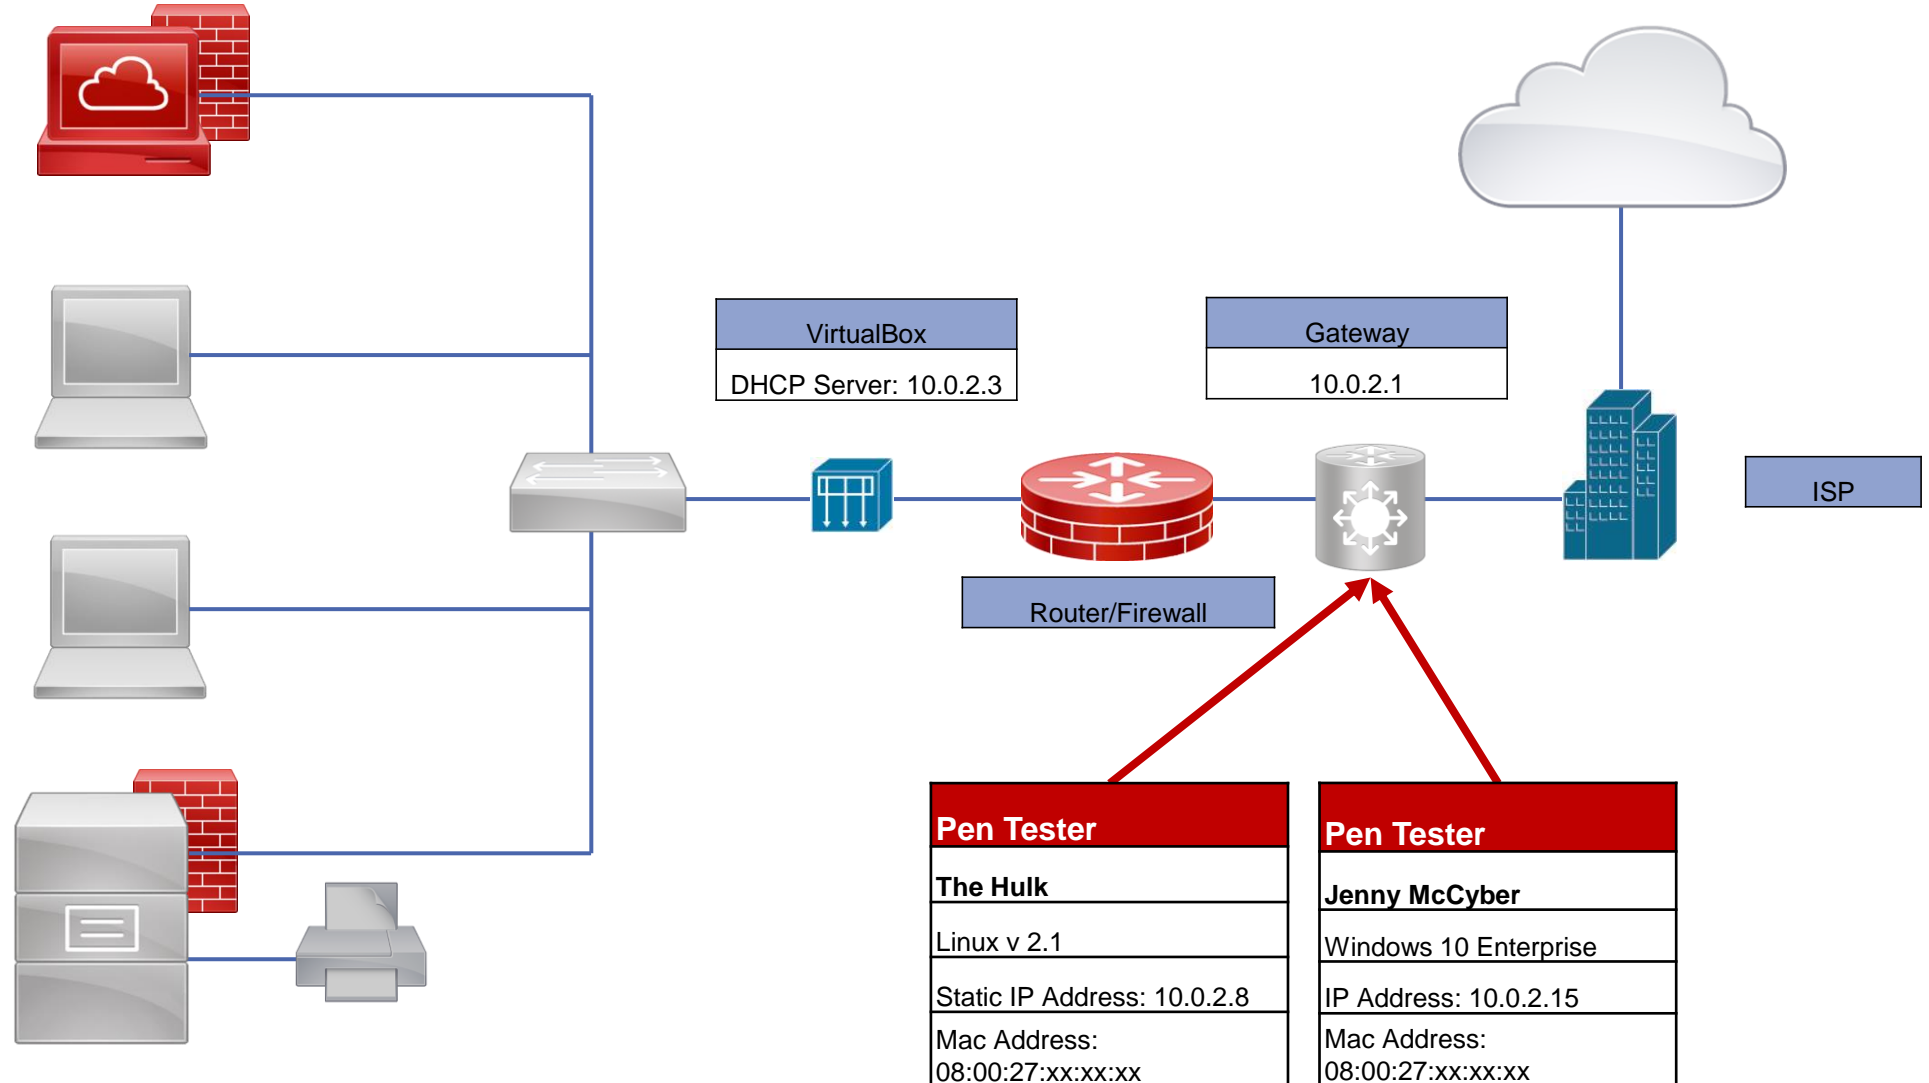 VirtualBox
DHCP Server: 10.0.2.3
Gateway
10.0.2.1
ISP
Router/Firewall
Pen Tester
The Hulk
Linux v 2.1
Static IP Address: 10.0.2.8
Mac Address:
08:00:27:xx:xx:xx
Pen Tester
Jenny McCyber
Windows 10 Enterprise
IP Address: 10.0.2.15
Mac Address:
08:00:27:xx:xx:xx